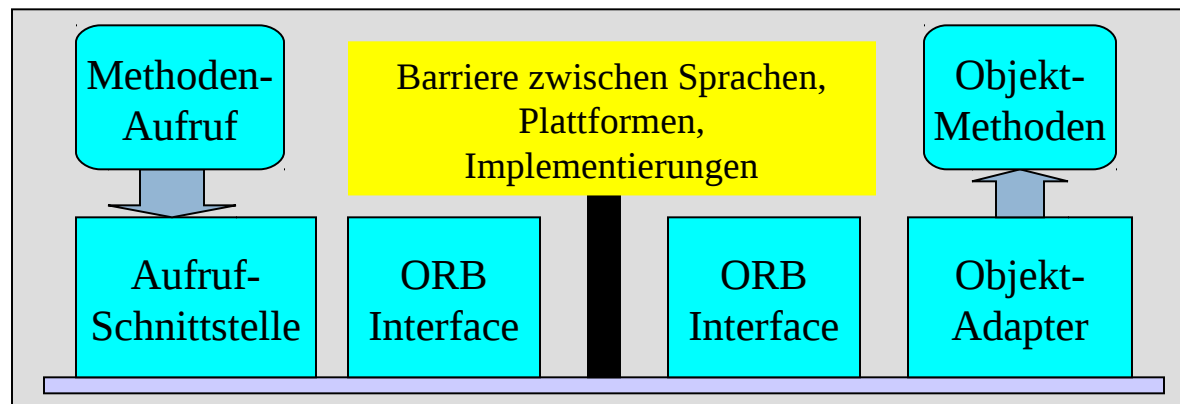 Methoden-
Aufruf
Barriere zwischen Sprachen,
Plattformen,
Implementierungen
Objekt-
Methoden
Aufruf-
Schnittstelle
ORB
Interface
ORB
Interface
Objekt-
Adapter